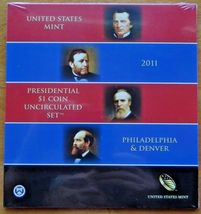 UNITED STATES
MINT
2011
PRESIDENTIAL
$1 COIN
UNCIRCULATED
SET™
PHILADELPHIA
& DENVER
UNITED STATES MINT